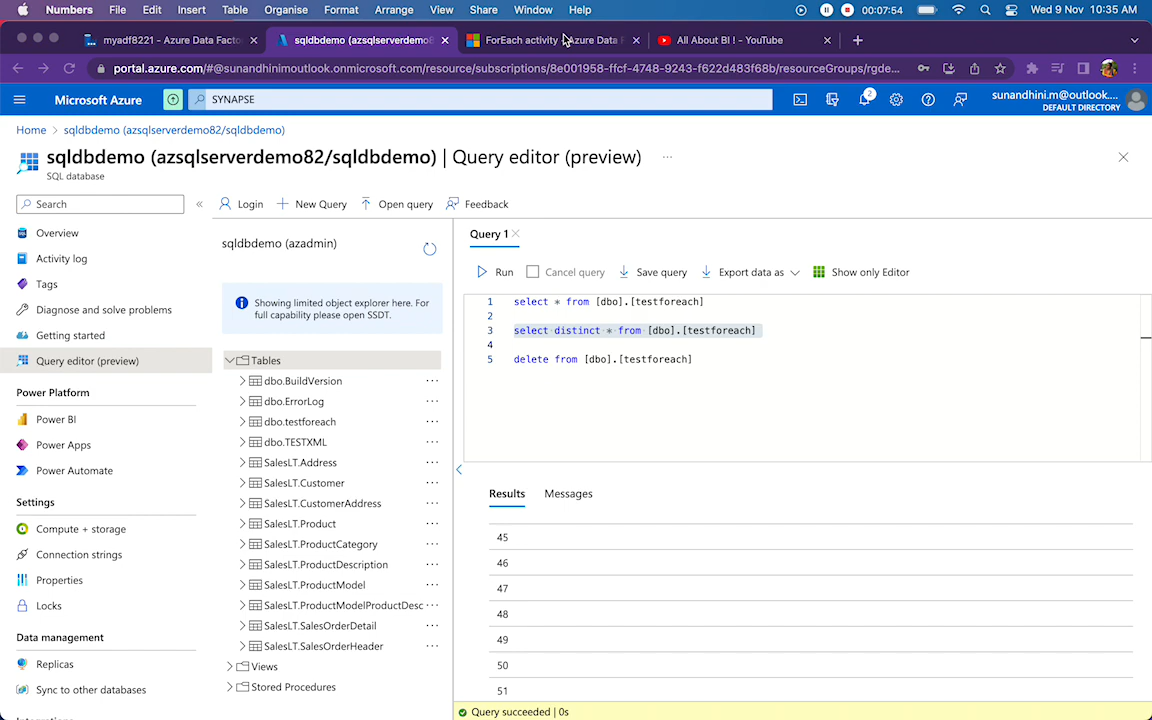 Numbers File Edit Insert Table Organise Format Arrange View Share Window Help 00:07:54 Wed 9 Nov 10:35 AM
myadf8221 - Azure Data Facto
sqldbdemo (azsqlserverdemo8
ForEach activity - Azure Data F
All About BI ! - YouTube
portal.azure.com/#@sunandhinimoutlook.onmicrosoft.com/resource/subscriptions/8e001958-ffcf-4748-9243-f622d483f68b/resourceGroups/rgde...
Microsoft Azure
SYNAPSE
2
sunandhini.m@outlook....
DEFAULT DIRECTORY
Home > sqldbdemo (azsqlserverdemo82/sqldbdemo)
sqldbdemo (azsqlserverdemo82/sqldbdemo) | Query editor (preview) ...
SQL database
Search
Login
New Query
Open query
Feedback
Overview
Activity log
Tags
Diagnose and solve problems
Getting started
Query editor (preview)
Power Platform
Power BI
Power Apps
Power Automate
Settings
Compute + storage
Connection strings
Properties
Locks
Data management
Replicas
Sync to other databases
sqldbdemo (azadmin)
Showing limited object explorer here. For
full capability please open SSDT.
Tables
dbo.BuildVersion ...
dbo.ErrorLog ...
dbo.testforeach ...
dbo.TESTXML ...
SalesLT.Address ...
SalesLT.Customer ...
SalesLT.CustomerAddress ...
SalesLT.Product ...
SalesLT.ProductCategory ...
SalesLT.ProductDescription ...
SalesLT.ProductModel ...
SalesLT.ProductModelProductDesc ...
SalesLT.SalesOrderDetail ...
SalesLT.SalesOrderHeader ...
Views
Stored Procedures
Query 1
Run
Cancel query
Save query
Export data as
Show only Editor
1 select * from [dbo].[testforeach]
2
3 select distinct * from [dbo].[testforeach]
4
5 delete from [dbo].[testforeach]
Results Messages
45
46
47
48
49
50
51
Query succeeded | 0s